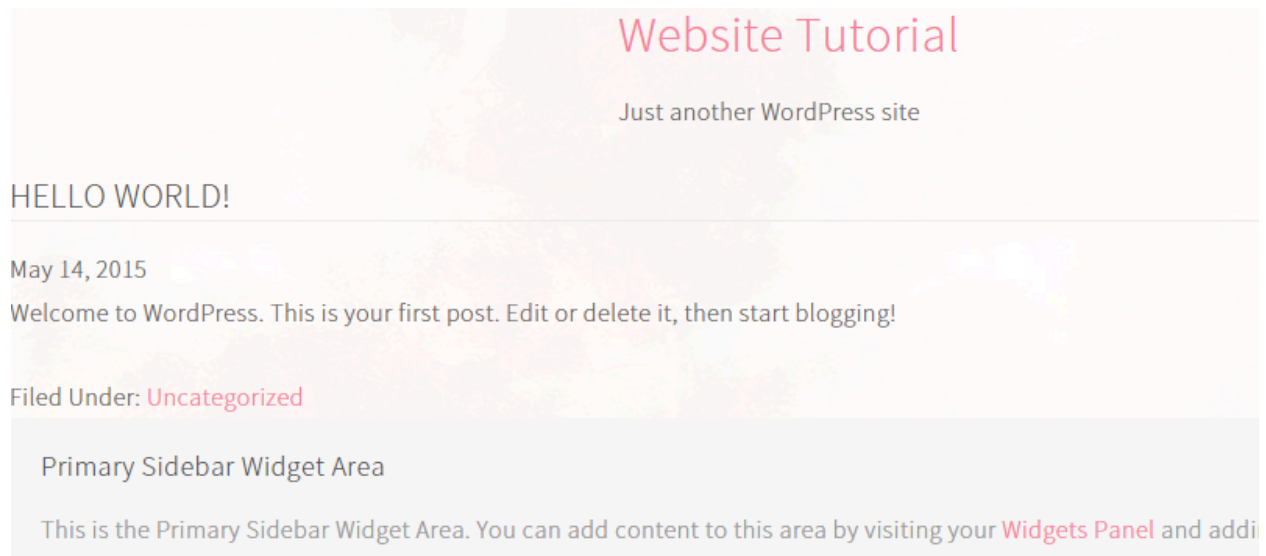 Website Tutorial
Just another WordPress site
HELLO WORLD!
May 14, 2015
Welcome to WordPress. This is your first post. Edit or delete it, then start blogging!
Filed Under: Uncategorized
Primary Sidebar Widget Area
This is the Primary Sidebar Widget Area. You can add content to this area by visiting your Widgets Panel and